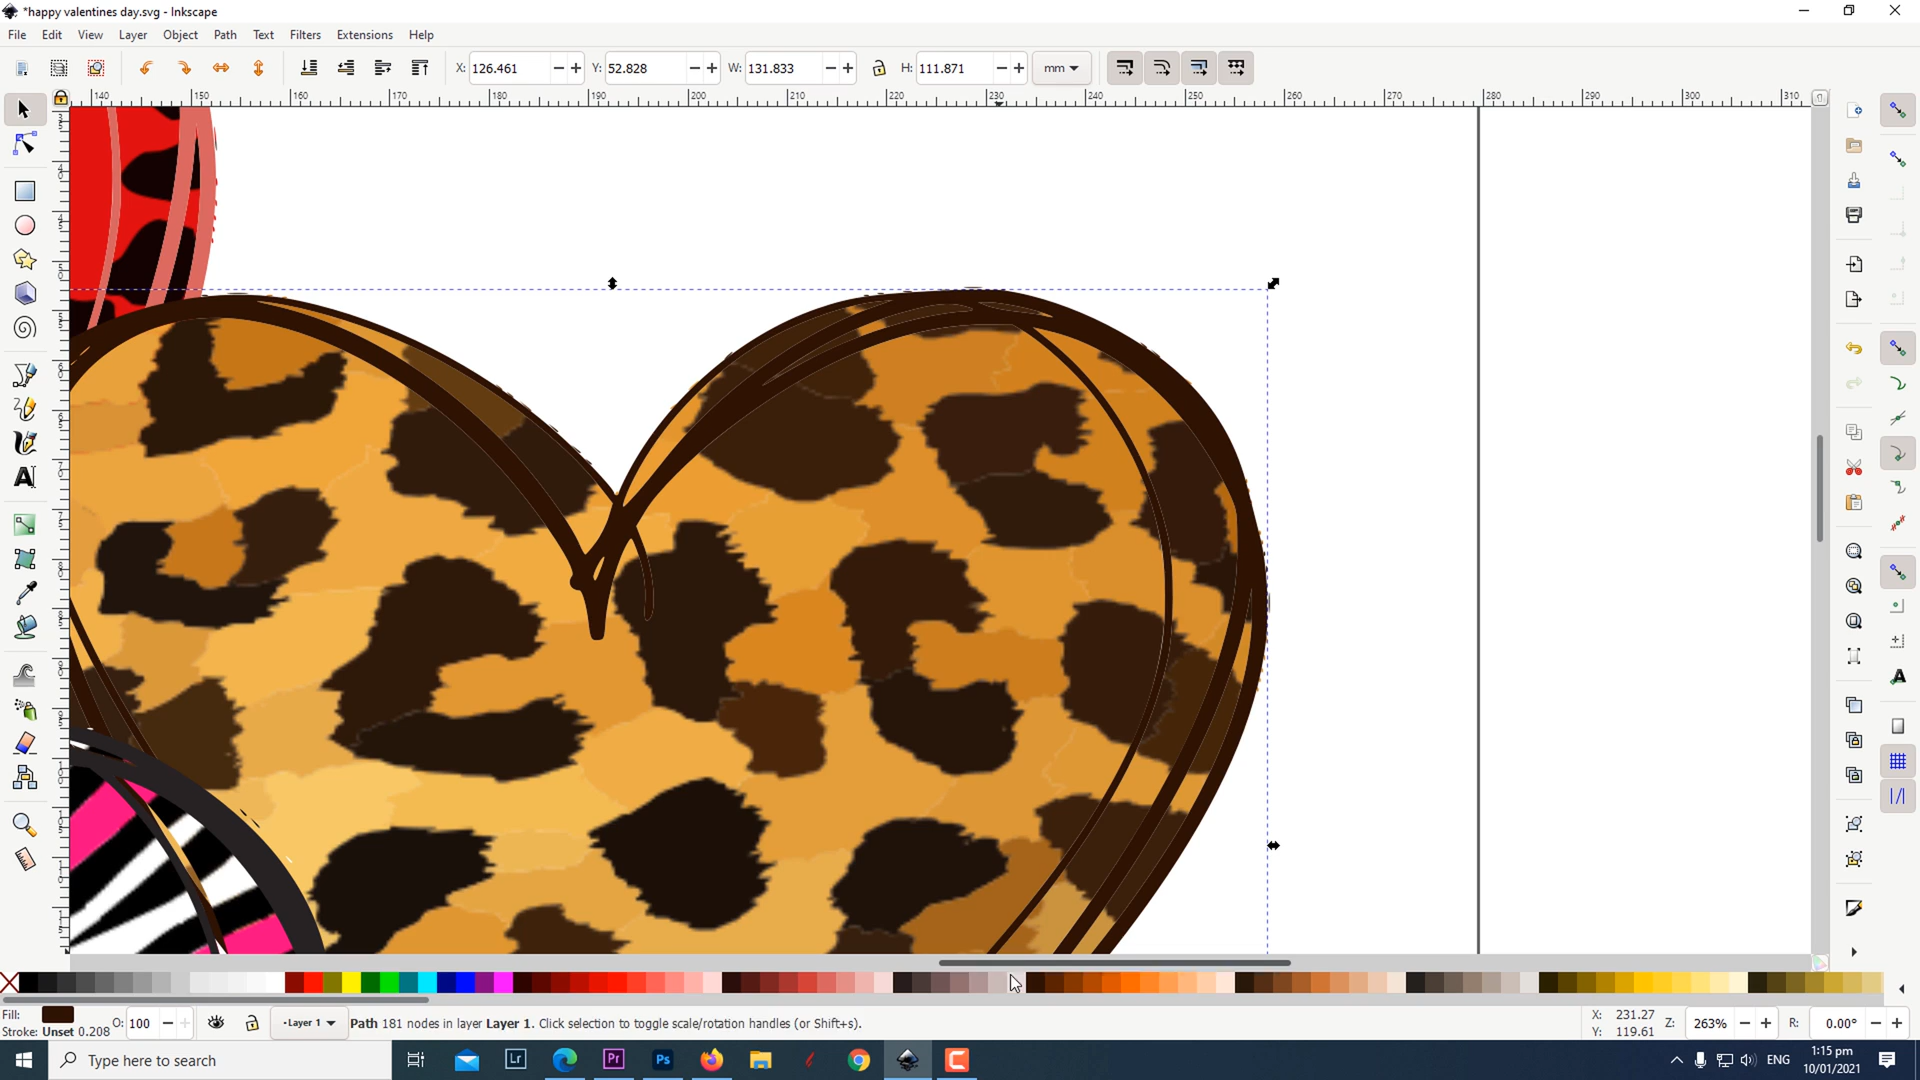 *happy valentines day.svg - Inkscape
File Edit View Layer Object Path Text Filters Extensions Help
X: 126.461 Y: 52.828 W: 131.833 H: 111.871 mm
140 150 160 170 180 190 200 210 220 230 240 250 260 270 280 290 300 310
Fill: O: 100 Layer 1 Path 181 nodes in layer Layer 1. Click selection to toggle scale/rotation handles (or Shift+s). X: 231.27 Z: 263% R: 0.00°
Stroke: Unset 0.208 Y: 119.61
Type here to search Lr Pr Ps ENG 1:15 pm
10/01/2021